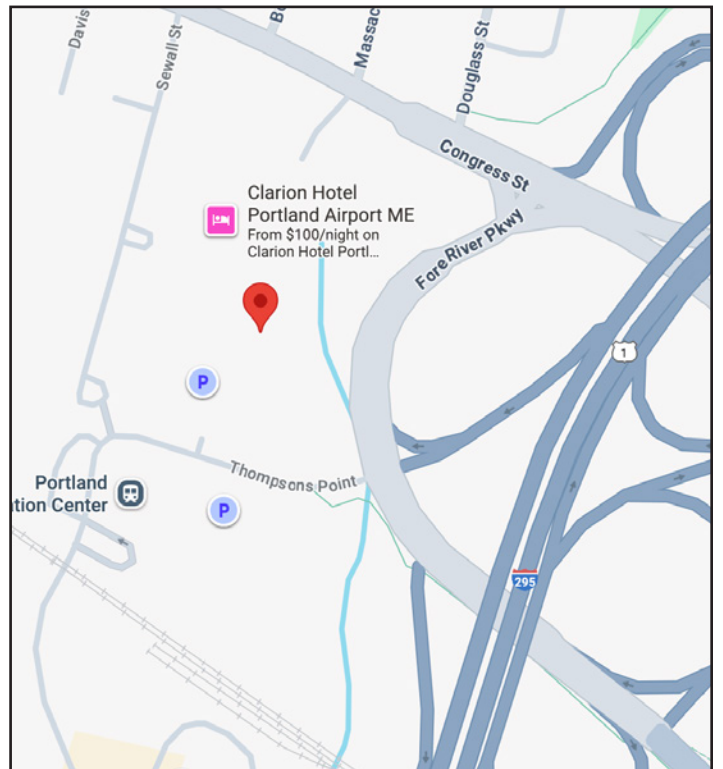 Davis
Sewall St
Bo
Massac
Douglass St
Congress St
Clarion Hotel
Portland Airport ME
From $100/night on
Clarion Hotel Portl...
Fore River Pkwy
1
P
Thompsons Point
Portland
tion Center
P
295